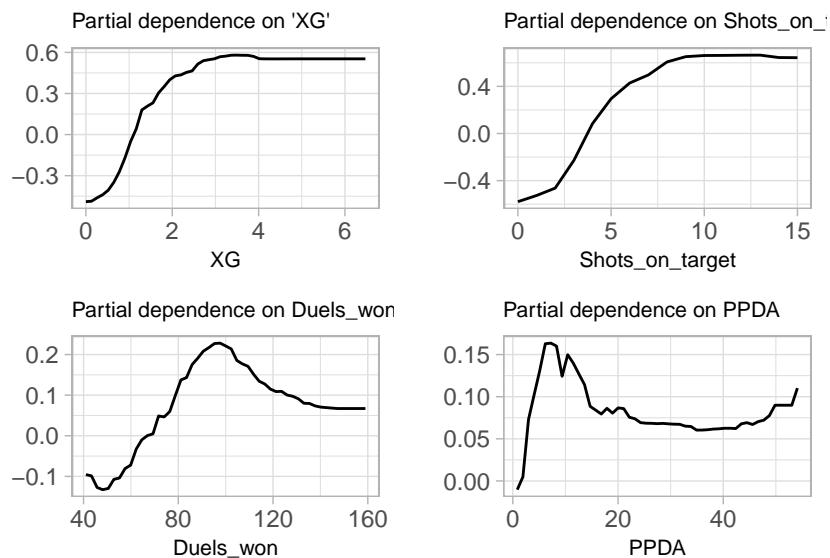 Partial dependence on 'XG'
0.6
0.3
0.0
−0.3
0 2 4 6
XG
Partial dependence on Shots_on_t
0.4
0.0
−0.4
0 5 10 15
Shots_on_target
Partial dependence on Duels_won
0.2
0.1
0.0
−0.1
40 80 120 160
Duels_won
Partial dependence on PPDA
0.15
0.10
0.05
0.00
0 20 40
PPDA